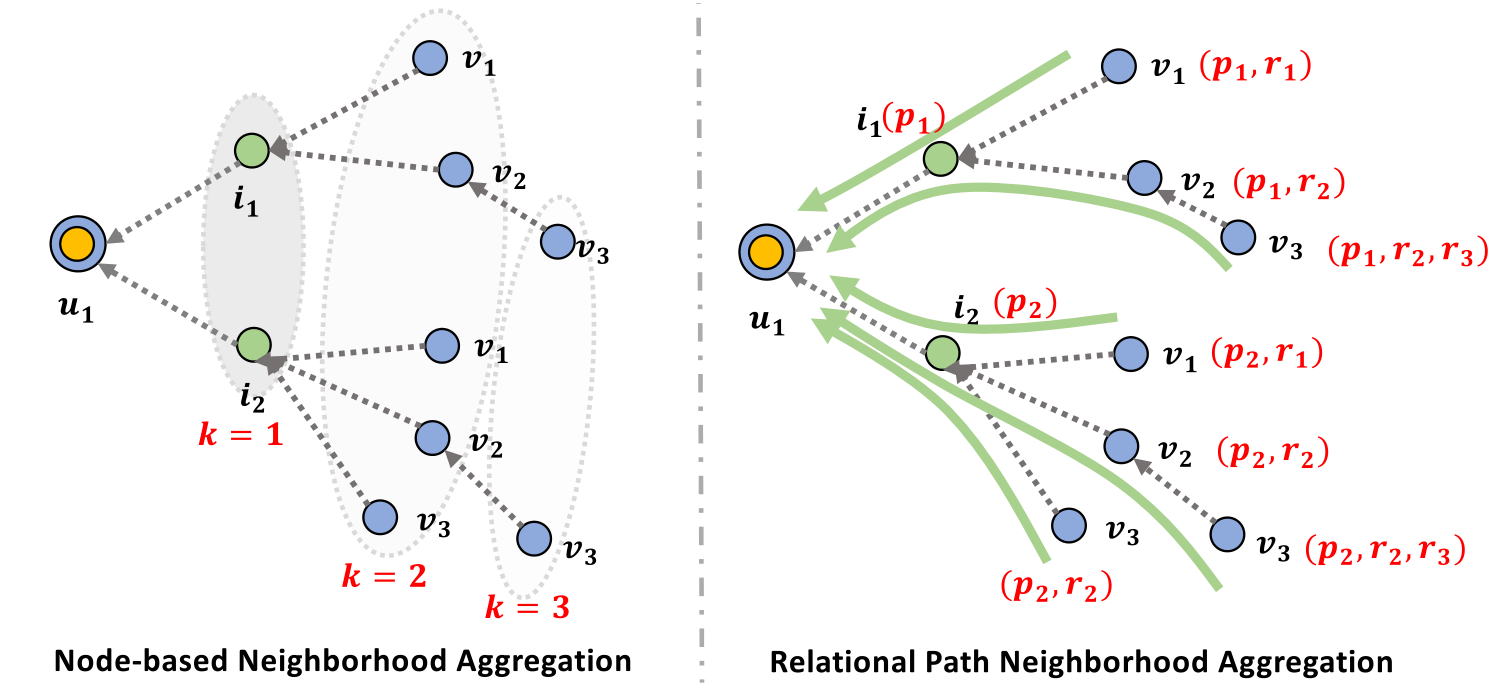 v₁
v₂
i₁
v₃
u₁
v₁
i₂
k = 1
v₂
v₃
v₃
k = 2
k = 3
Node-based Neighborhood Aggregation
v₁ (p₁, r₁)
i₁(p₁)
v₂ (p₁, r₂)
v₃ (p₁, r₂, r₃)
u₁
i₂ (p₂)
v₁ (p₂, r₁)
v₂ (p₂, r₂)
v₃
v₃ (p₂, r₂, r₃)
(p₂, r₂)
Relational Path Neighborhood Aggregation